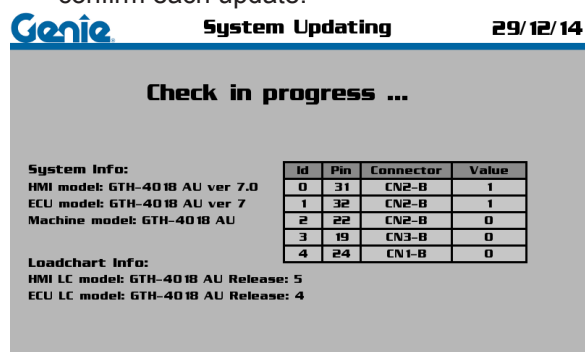 confirm each update.
Genie. System Updating 29/12/14
Check in progress ...
System Info:
HMI model: GTH-4018 AU ver 7.0
ECU model: GTH-4018 AU ver 7
Machine model: GTH-4018 AU
Loadchart Info:
HMI LC model: GTH-4018 AU Release: 5
ECU LC model: GTH-4018 AU Release: 4
Id Pin Connector Value
0 31 CN2-B 1
1 32 CN2-B 1
2 22 CN2-B 0
3 19 CN3-B 0
4 24 CN1-B 0